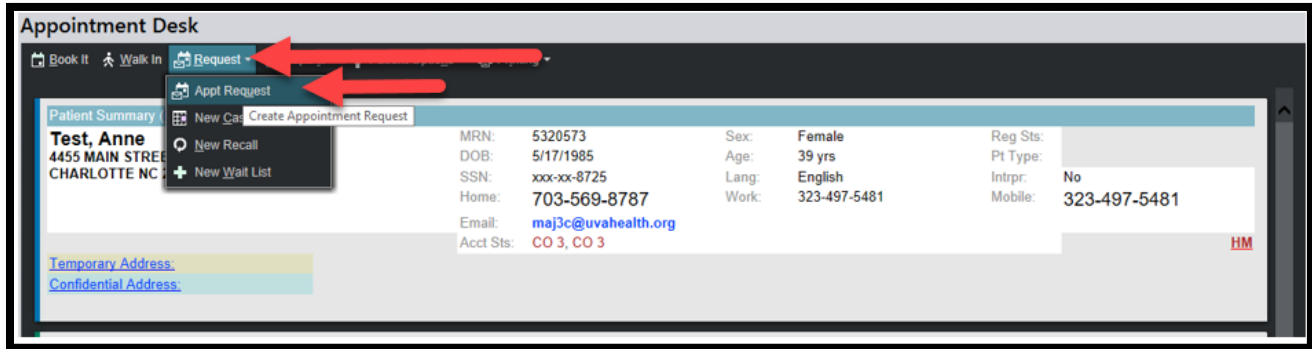 Appointment Desk
Book It Walk In Request
Appt Request
Create Appointment Request
Patient Summary
New
New Recall
New Wait List
Test, Anne
4455 MAIN
CHARLOTTE NC
MRN: 5320573 Sex: Female Reg Sts:
DOB: 5/17/1985 Age: 39 yrs Pt Type:
SSN: xxx-xx-8725 Lang: English Intrpr: No
Home: 703-569-8787 Work: 323-497-5481 Mobile: 323-497-5481
Email: maj3c@uvahealth.org
Acct Sts: CO 3, CO 3 HM
Temporary Address:
Confidential Address: